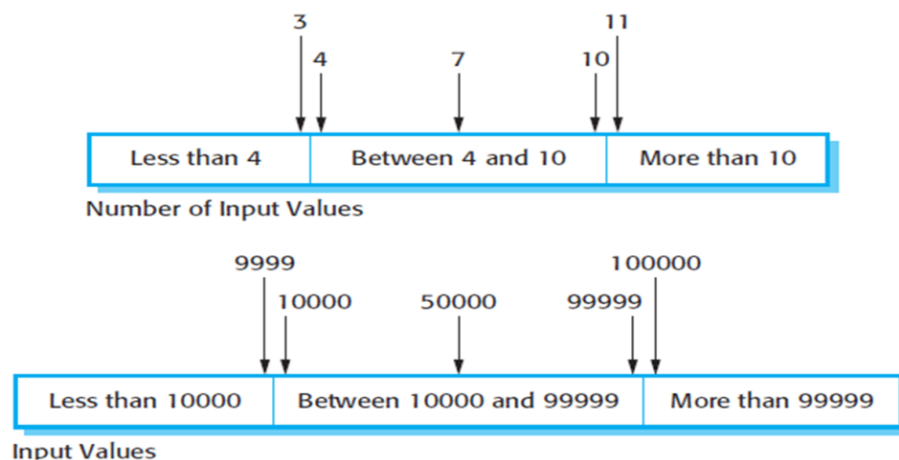 3 11
4 7 10
Less than 4 Between 4 and 10 More than 10
Number of Input Values
9999 100000
10000 50000 99999
Less than 10000 Between 10000 and 99999 More than 99999
Input Values